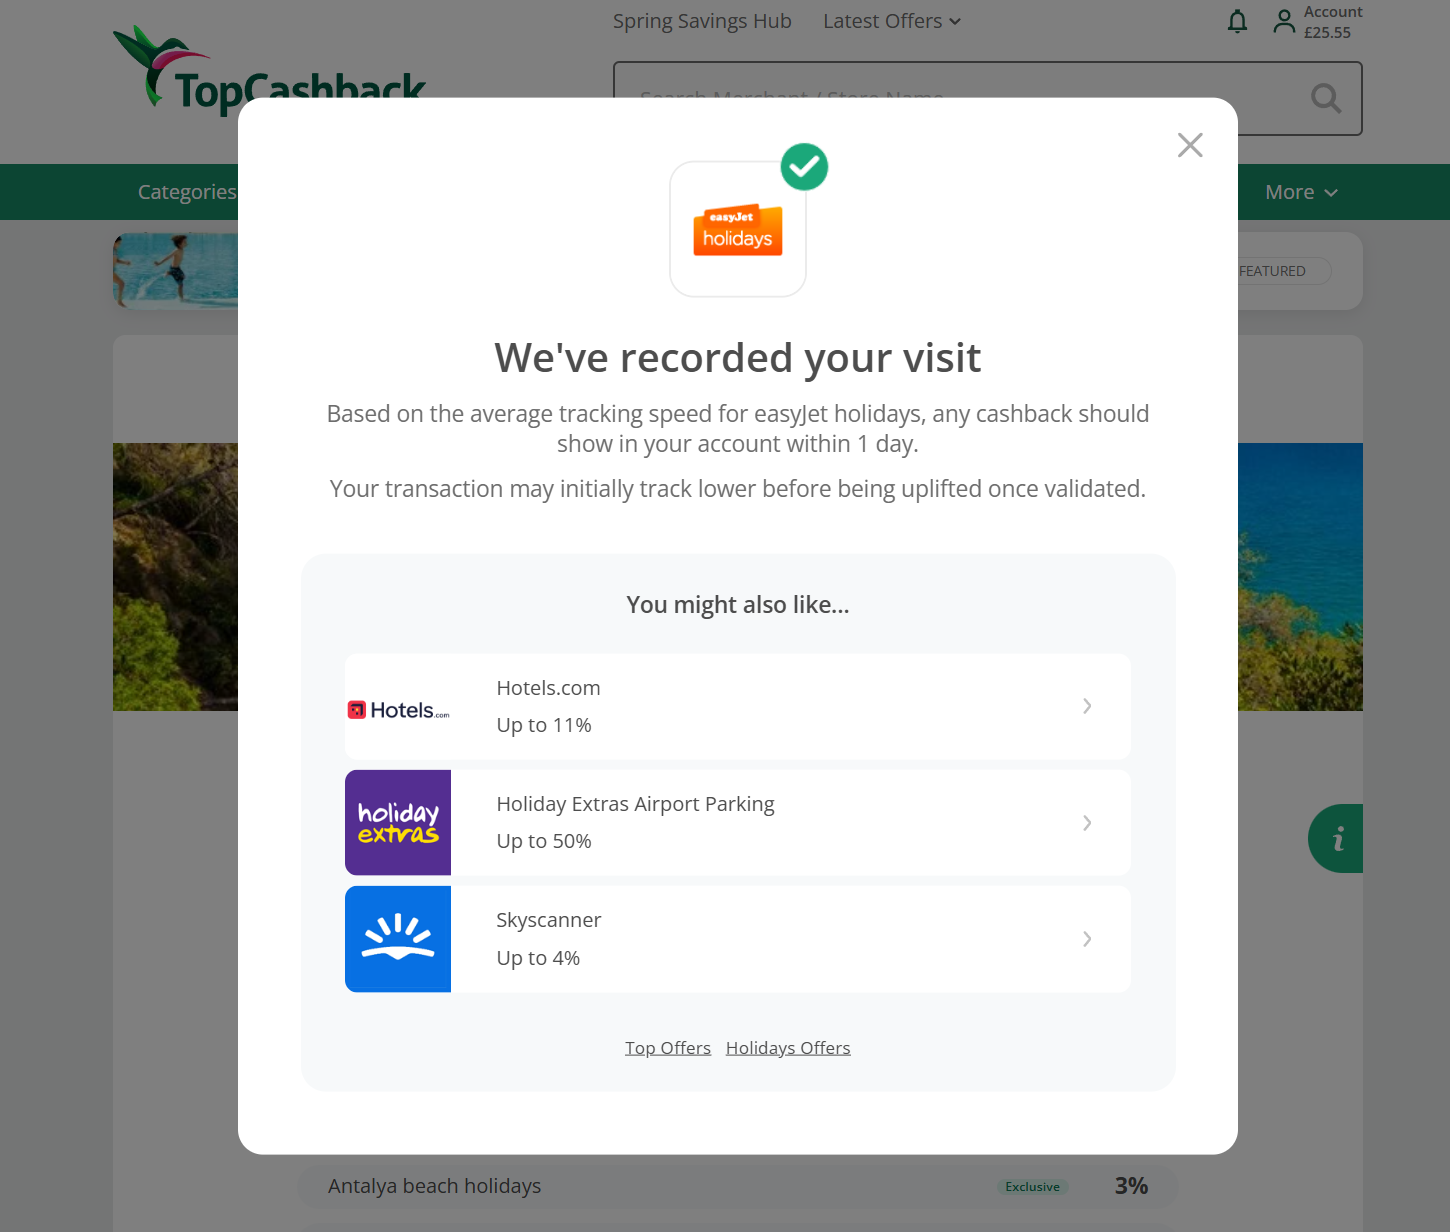 Spring Savings Hub
Latest Offers
Account
£25.55
TopCashback
Search Merchant / Store Name
Categories
More
FEATURED
easyJet
holidays
We've recorded your visit
Based on the average tracking speed for easyJet holidays, any cashback should
show in your account within 1 day.
Your transaction may initially track lower before being uplifted once validated.
You might also like...
Hotels.com
Hotels.com
Up to 11%
holiday
extras
Holiday Extras Airport Parking
Up to 50%
Skyscanner
Up to 4%
i
Top Offers Holidays Offers
Antalya beach holidays
Exclusive
3%